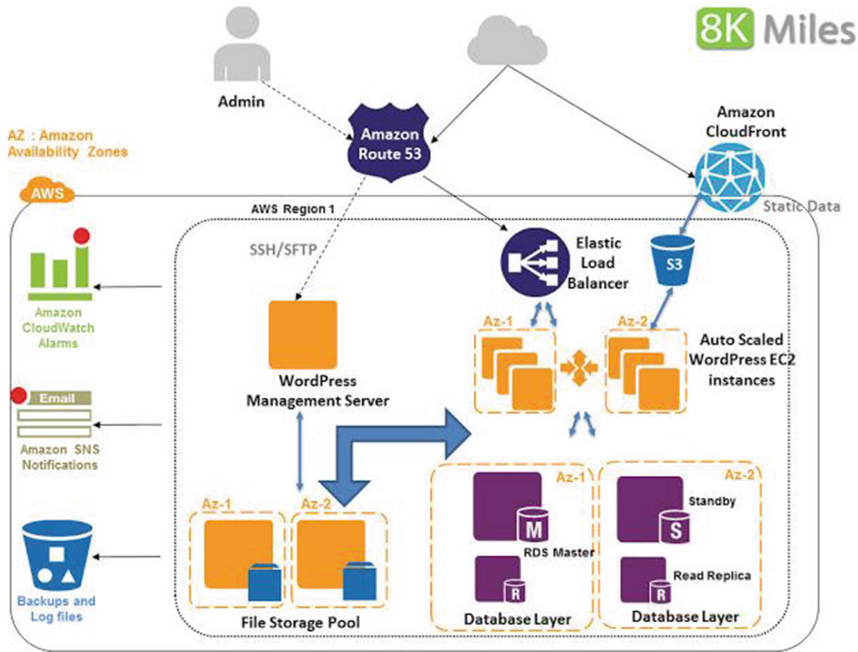 8K Miles
Admin
Amazon
Route 53
Amazon
CloudFront
AZ : Amazon
Availability Zones
AWS
AWS Region 1
Static Data
SSH/SFTP
Elastic
Load
Balancer
S3
Amazon
CloudWatch
Alarms
Az-1
Az-2
Auto Scaled
WordPress EC2
instances
WordPress
Management Server
Email
Amazon SNS
Notifications
Az-1
Az-2
Az-1
Az-2
M
RDS Master
S
Standby
R
R
Read Replica
Backups and
Log files
File Storage Pool
Database Layer
Database Layer